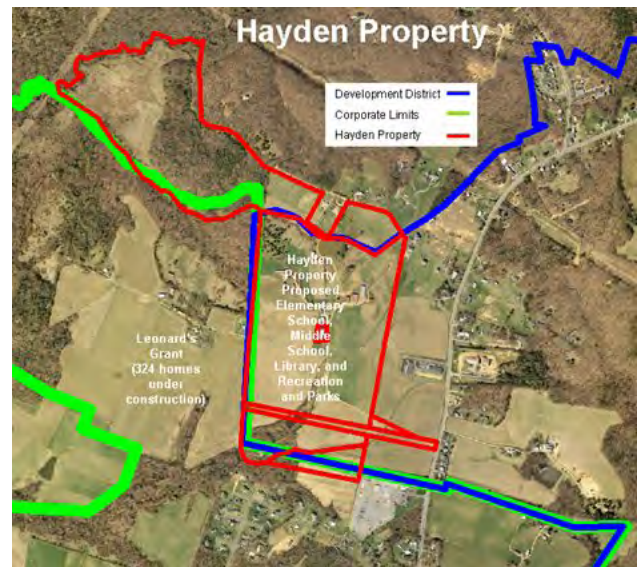 Hayden Property
Development District
Corporate Limits
Hayden Property
Hayden
Property
Proposed
Elementary
School,
Middle
School,
Library, and
Recreation
and Parks
Leonard's
Grant
(324 homes
under
construction)